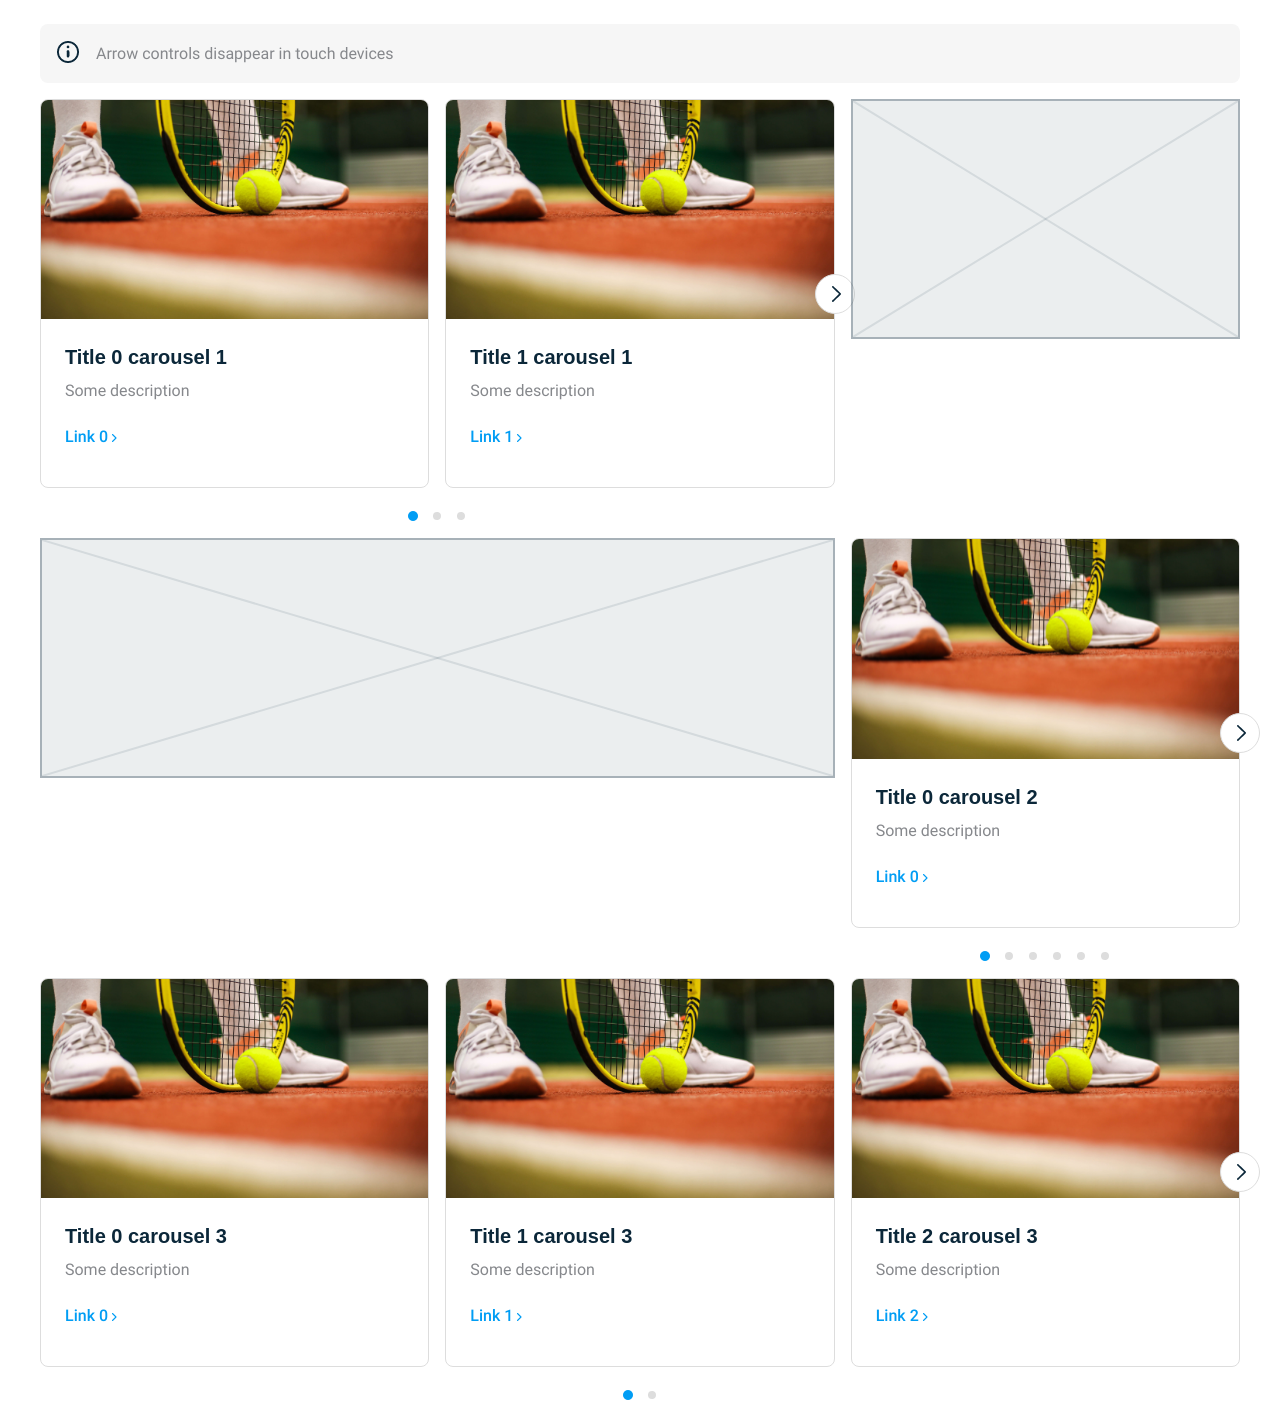 Arrow controls disappear in touch devices
Title 0 carousel 1
Some description
Link 0
Title 1 carousel 1
Some description
Link 1
Title 0 carousel 2
Some description
Link 0
Title 0 carousel 3
Some description
Link 0
Title 1 carousel 3
Some description
Link 1
Title 2 carousel 3
Some description
Link 2